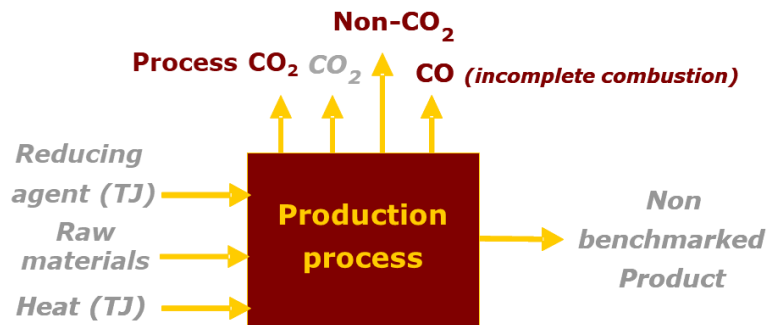 Non-CO₂
Process CO₂ CO₂ CO (incomplete combustion)
Reducing
agent (TJ)
Raw
materials
Heat (TJ)
Production
process
Non
benchmarked
Product